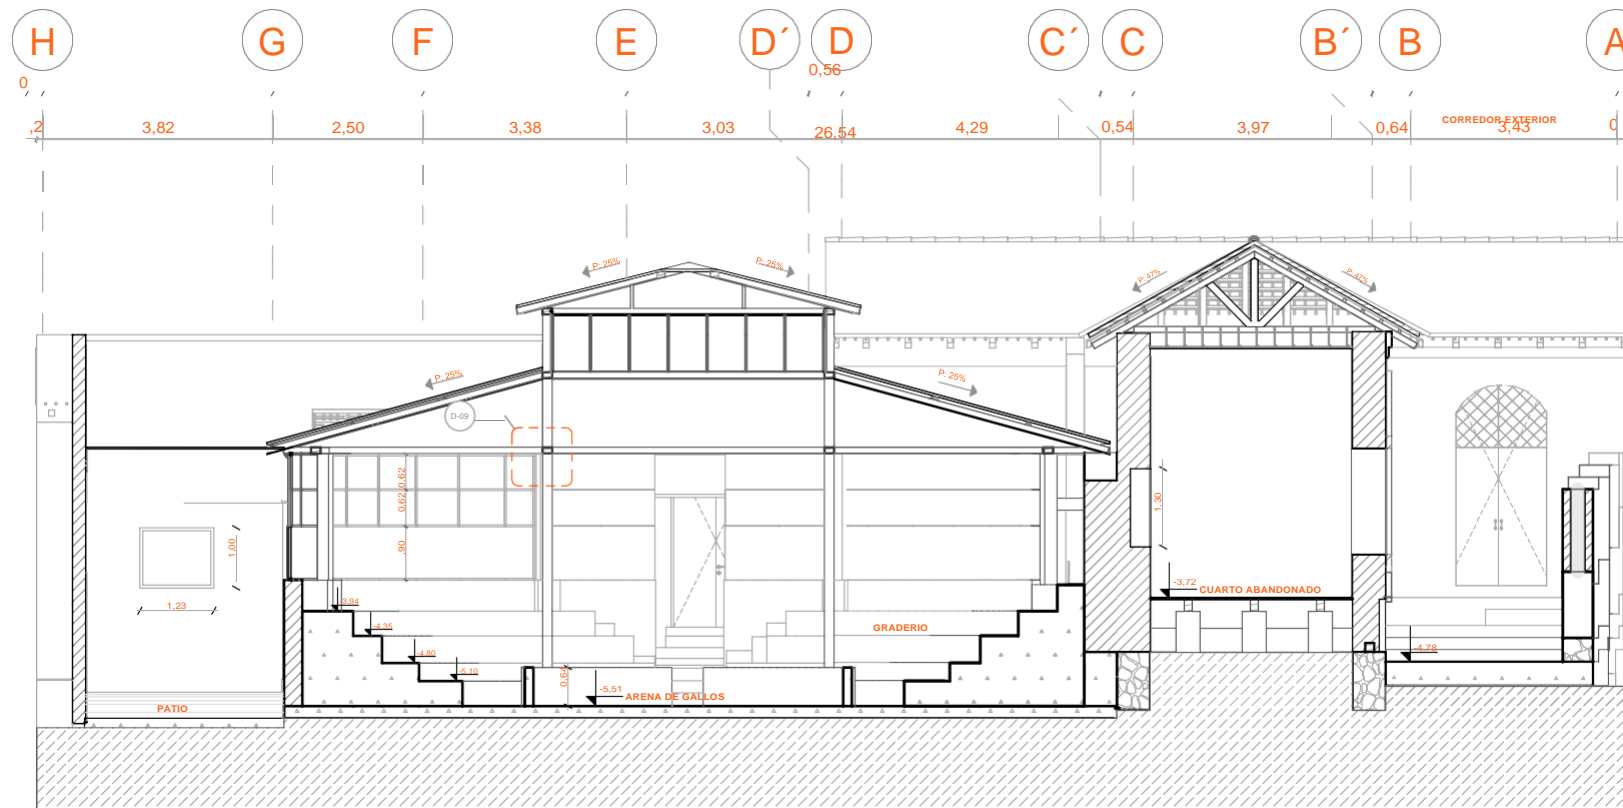 H G F E D´ D C´ C B´ B A
0
0,56
,2 3,82 2,50 3,38 3,03 26,54 4,29 0,54 3,97 0,64 3,43 0
CORREDOR EXTERIOR
P: 25% P: 25%
P:47% P:47%
P: 25% P: 25%
D-09
0,62
0,62
,90
1,30
1,00
1,23
-3,72 CUARTO ABANDONADO
-3,94
-4,35
GRADERIO
-4,80
-4,78
-5,10
0,64
-5,51 ARENA DE GALLOS
PATIO